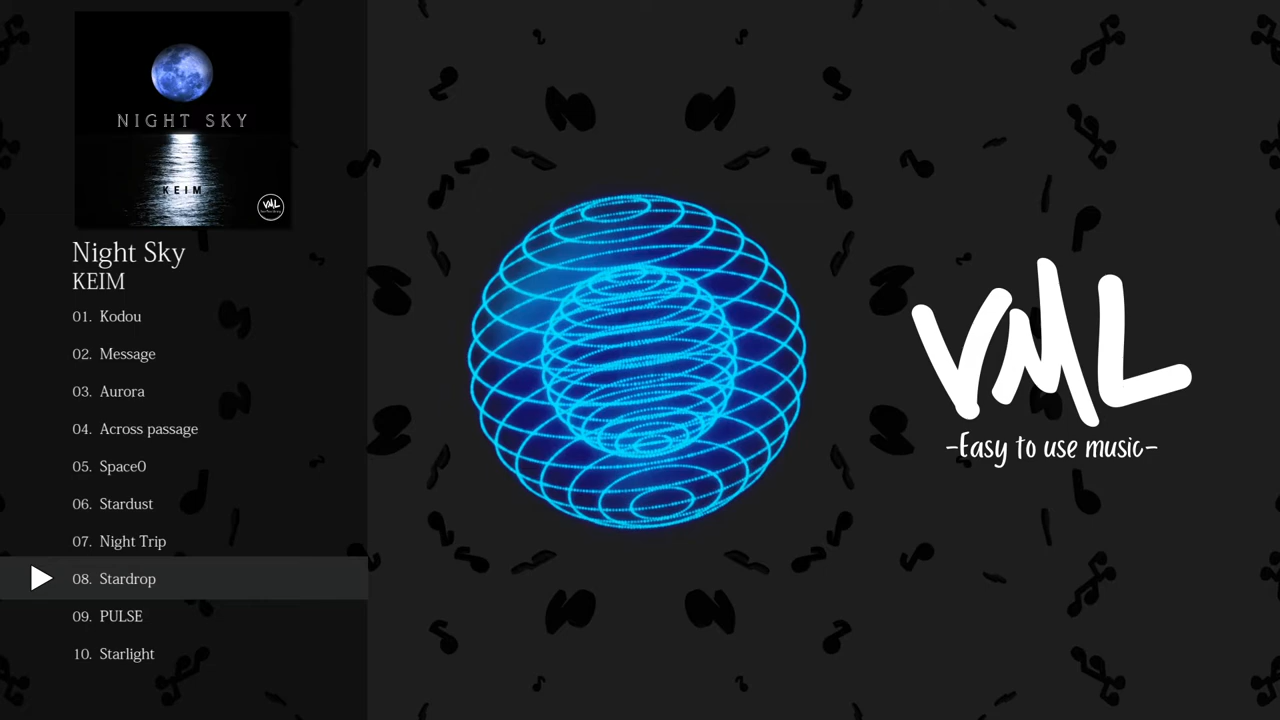 NIGHT SKY
KEIM
VML
Night Sky
KEIM
01. Kodou
02. Message
03. Aurora
04. Across passage
05. Space0
06. Stardust
07. Night Trip
08. Stardrop
09. PULSE
10. Starlight
VML
-Easy to use music-